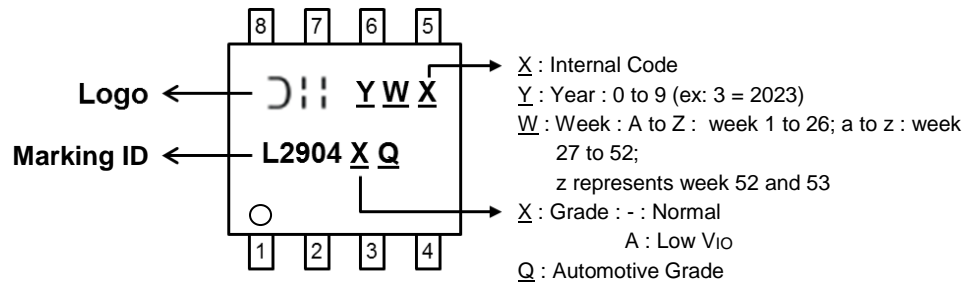 8 7 6 5
Logo
Y W X
Marking ID
L2904 X Q
1 2 3 4
X : Internal Code
Y : Year : 0 to 9 (ex: 3 = 2023)
W : Week : A to Z : week 1 to 26; a to z : week
27 to 52;
z represents week 52 and 53
X : Grade : - : Normal
A : Low VIO
Q : Automotive Grade